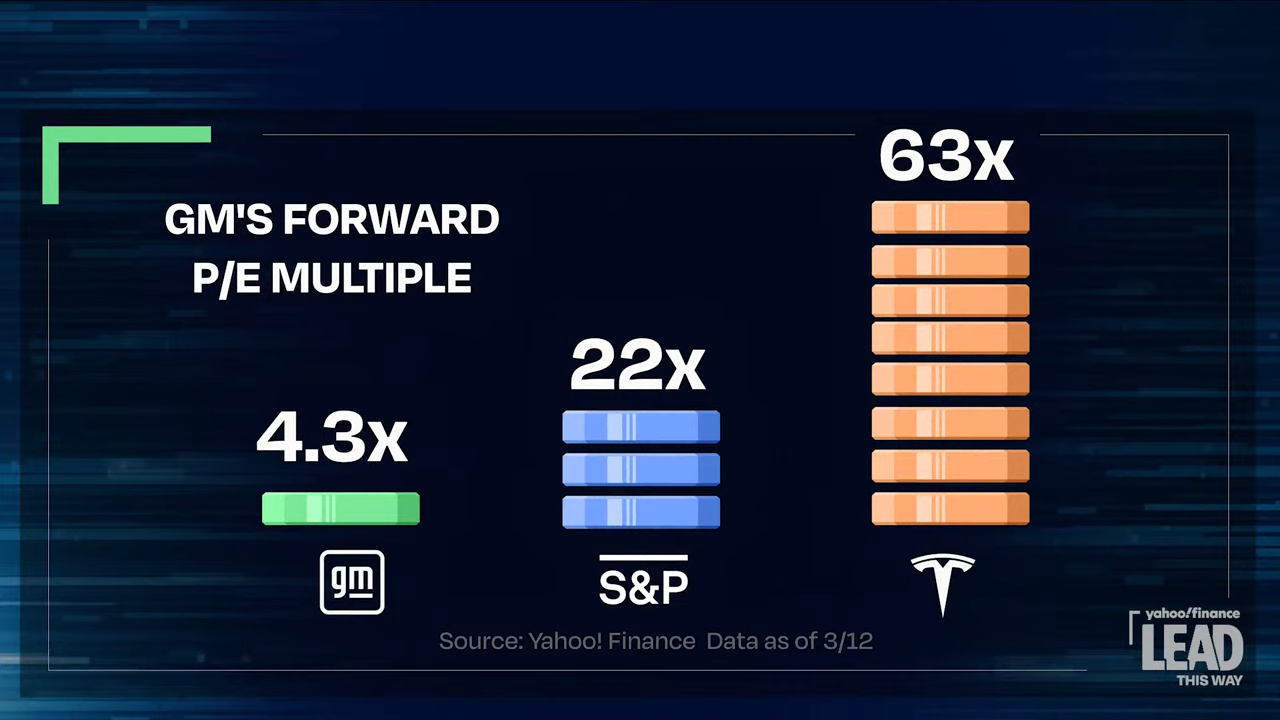 GM'S FORWARD
P/E MULTIPLE
4.3x
22x
63x
gm
S&P
Source: Yahoo! Finance Data as of 3/12
yahoo!finance
LEAD
THIS WAY